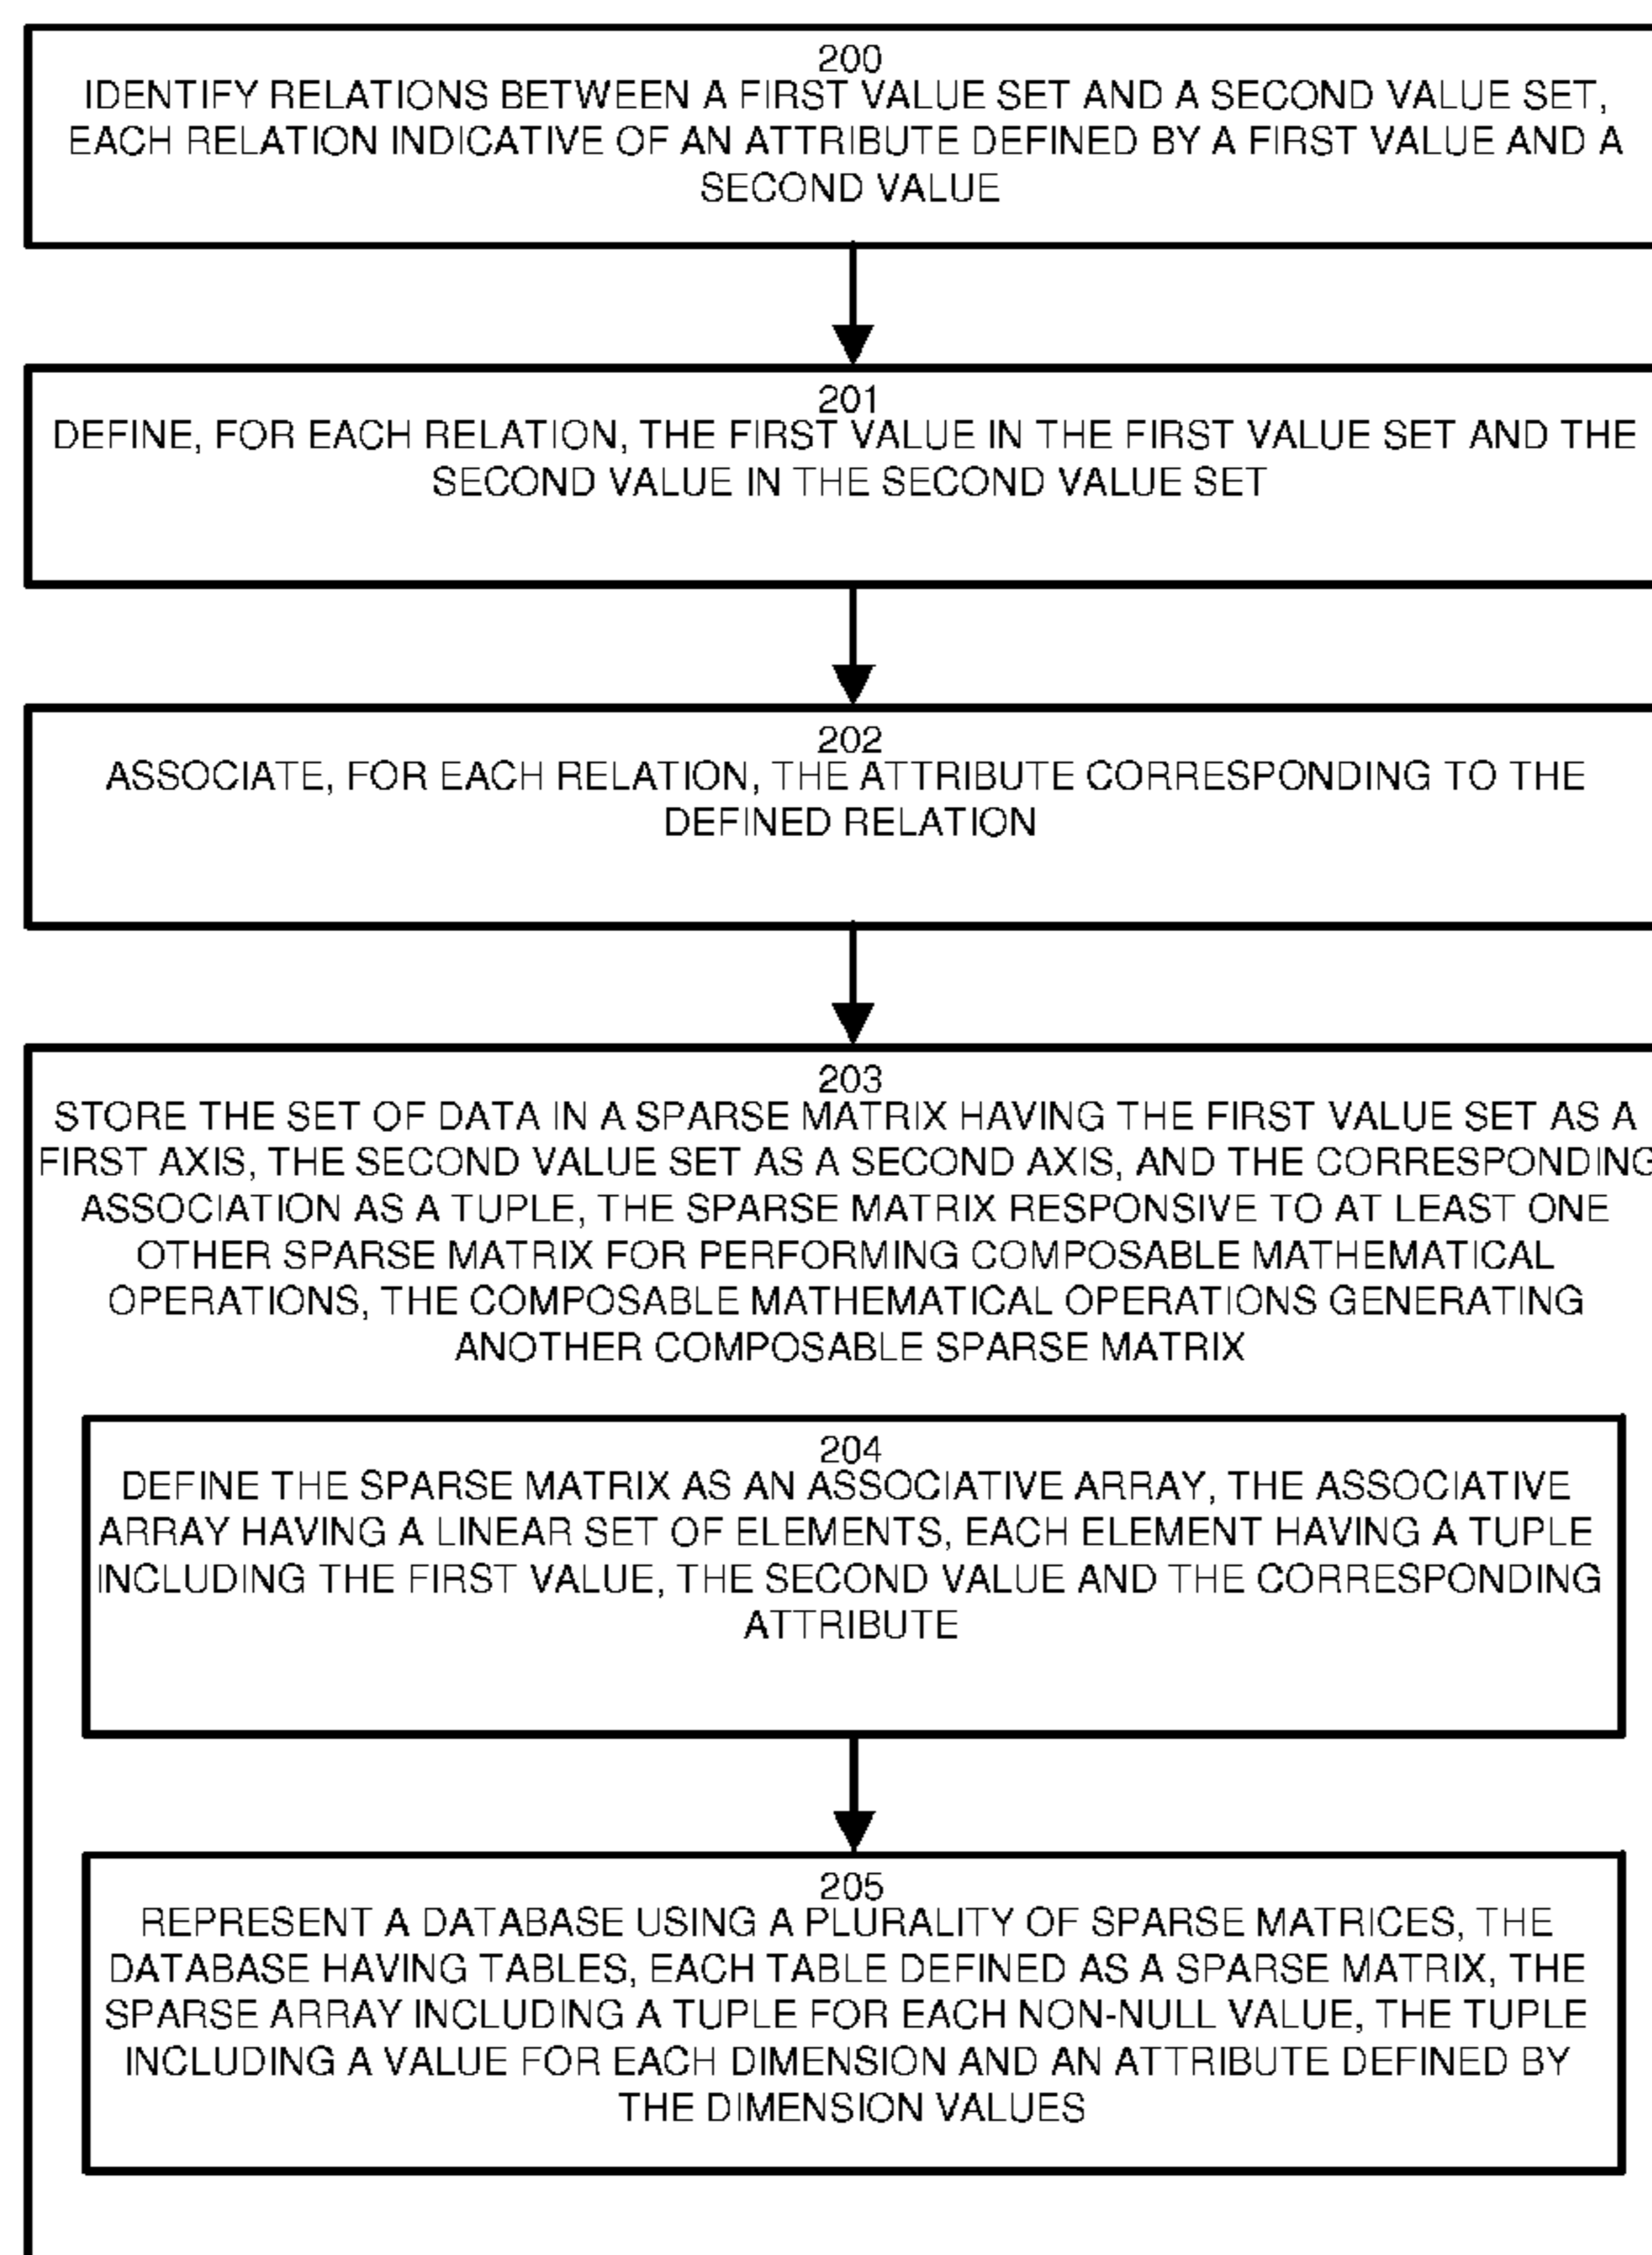 200
IDENTIFY RELATIONS BETWEEN A FIRST VALUE SET AND A SECOND VALUE SET,
EACH RELATION INDICATIVE OF AN ATTRIBUTE DEFINED BY A FIRST VALUE AND A
SECOND VALUE
201
DEFINE, FOR EACH RELATION, THE FIRST VALUE IN THE FIRST VALUE SET AND THE
SECOND VALUE IN THE SECOND VALUE SET
202
ASSOCIATE, FOR EACH RELATION, THE ATTRIBUTE CORRESPONDING TO THE
DEFINED RELATION
203
STORE THE SET OF DATA IN A SPARSE MATRIX HAVING THE FIRST VALUE SET AS A
FIRST AXIS, THE SECOND VALUE SET AS A SECOND AXIS, AND THE CORRESPONDING
ASSOCIATION AS A TUPLE, THE SPARSE MATRIX RESPONSIVE TO AT LEAST ONE
OTHER SPARSE MATRIX FOR PERFORMING COMPOSABLE MATHEMATICAL
OPERATIONS, THE COMPOSABLE MATHEMATICAL OPERATIONS GENERATING
ANOTHER COMPOSABLE SPARSE MATRIX
204
DEFINE THE SPARSE MATRIX AS AN ASSOCIATIVE ARRAY, THE ASSOCIATIVE
ARRAY HAVING A LINEAR SET OF ELEMENTS, EACH ELEMENT HAVING A TUPLE
INCLUDING THE FIRST VALUE, THE SECOND VALUE AND THE CORRESPONDING
ATTRIBUTE
205
REPRESENT A DATABASE USING A PLURALITY OF SPARSE MATRICES, THE
DATABASE HAVING TABLES, EACH TABLE DEFINED AS A SPARSE MATRIX, THE
SPARSE ARRAY INCLUDING A TUPLE FOR EACH NON-NULL VALUE, THE TUPLE
INCLUDING A VALUE FOR EACH DIMENSION AND AN ATTRIBUTE DEFINED BY
THE DIMENSION VALUES